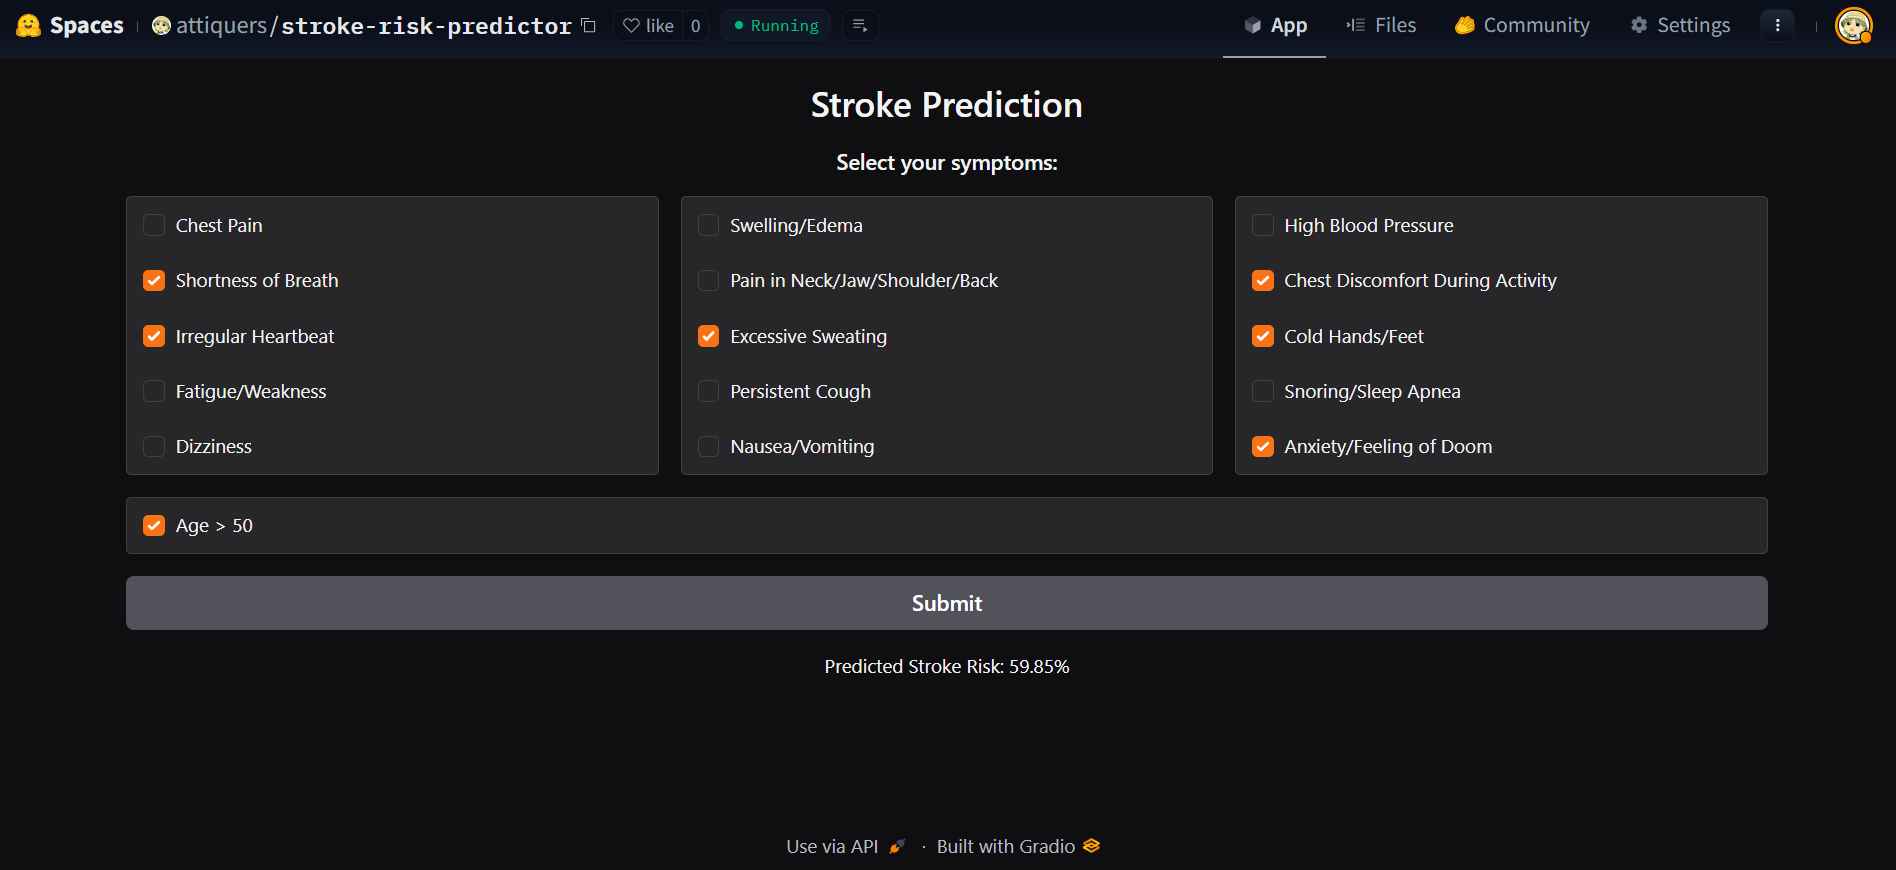 Spaces attiquers/stroke-risk-predictor like 0 Running App Files Community Settings
Stroke Prediction
Select your symptoms:
Chest Pain
Shortness of Breath
Irregular Heartbeat
Fatigue/Weakness
Dizziness
Swelling/Edema
Pain in Neck/Jaw/Shoulder/Back
Excessive Sweating
Persistent Cough
Nausea/Vomiting
High Blood Pressure
Chest Discomfort During Activity
Cold Hands/Feet
Snoring/Sleep Apnea
Anxiety/Feeling of Doom
Age > 50
Submit
Predicted Stroke Risk: 59.85%
Use via API · Built with Gradio